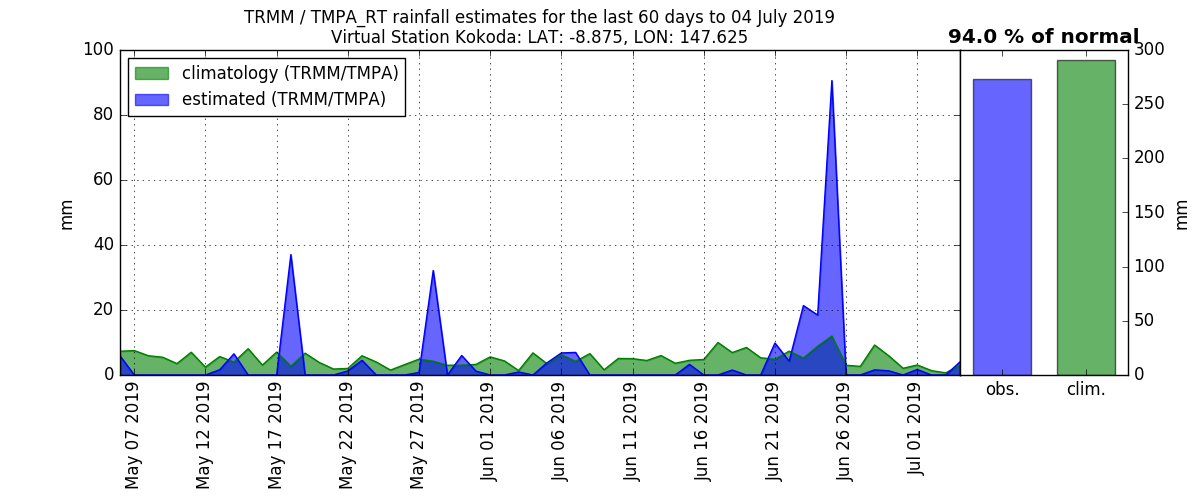 TRMM / TMPA_RT rainfall estimates for the last 60 days to 04 July 2019
Virtual Station Kokoda: LAT: -8.875, LON: 147.625
94.0 % of normal
climatology (TRMM/TMPA)
estimated (TRMM/TMPA)
100
80
60
40
20
0
mm
300
250
200
150
100
50
0
mm
May 07 2019
May 12 2019
May 17 2019
May 22 2019
May 27 2019
Jun 01 2019
Jun 06 2019
Jun 11 2019
Jun 16 2019
Jun 21 2019
Jun 26 2019
Jul 01 2019
obs.
clim.